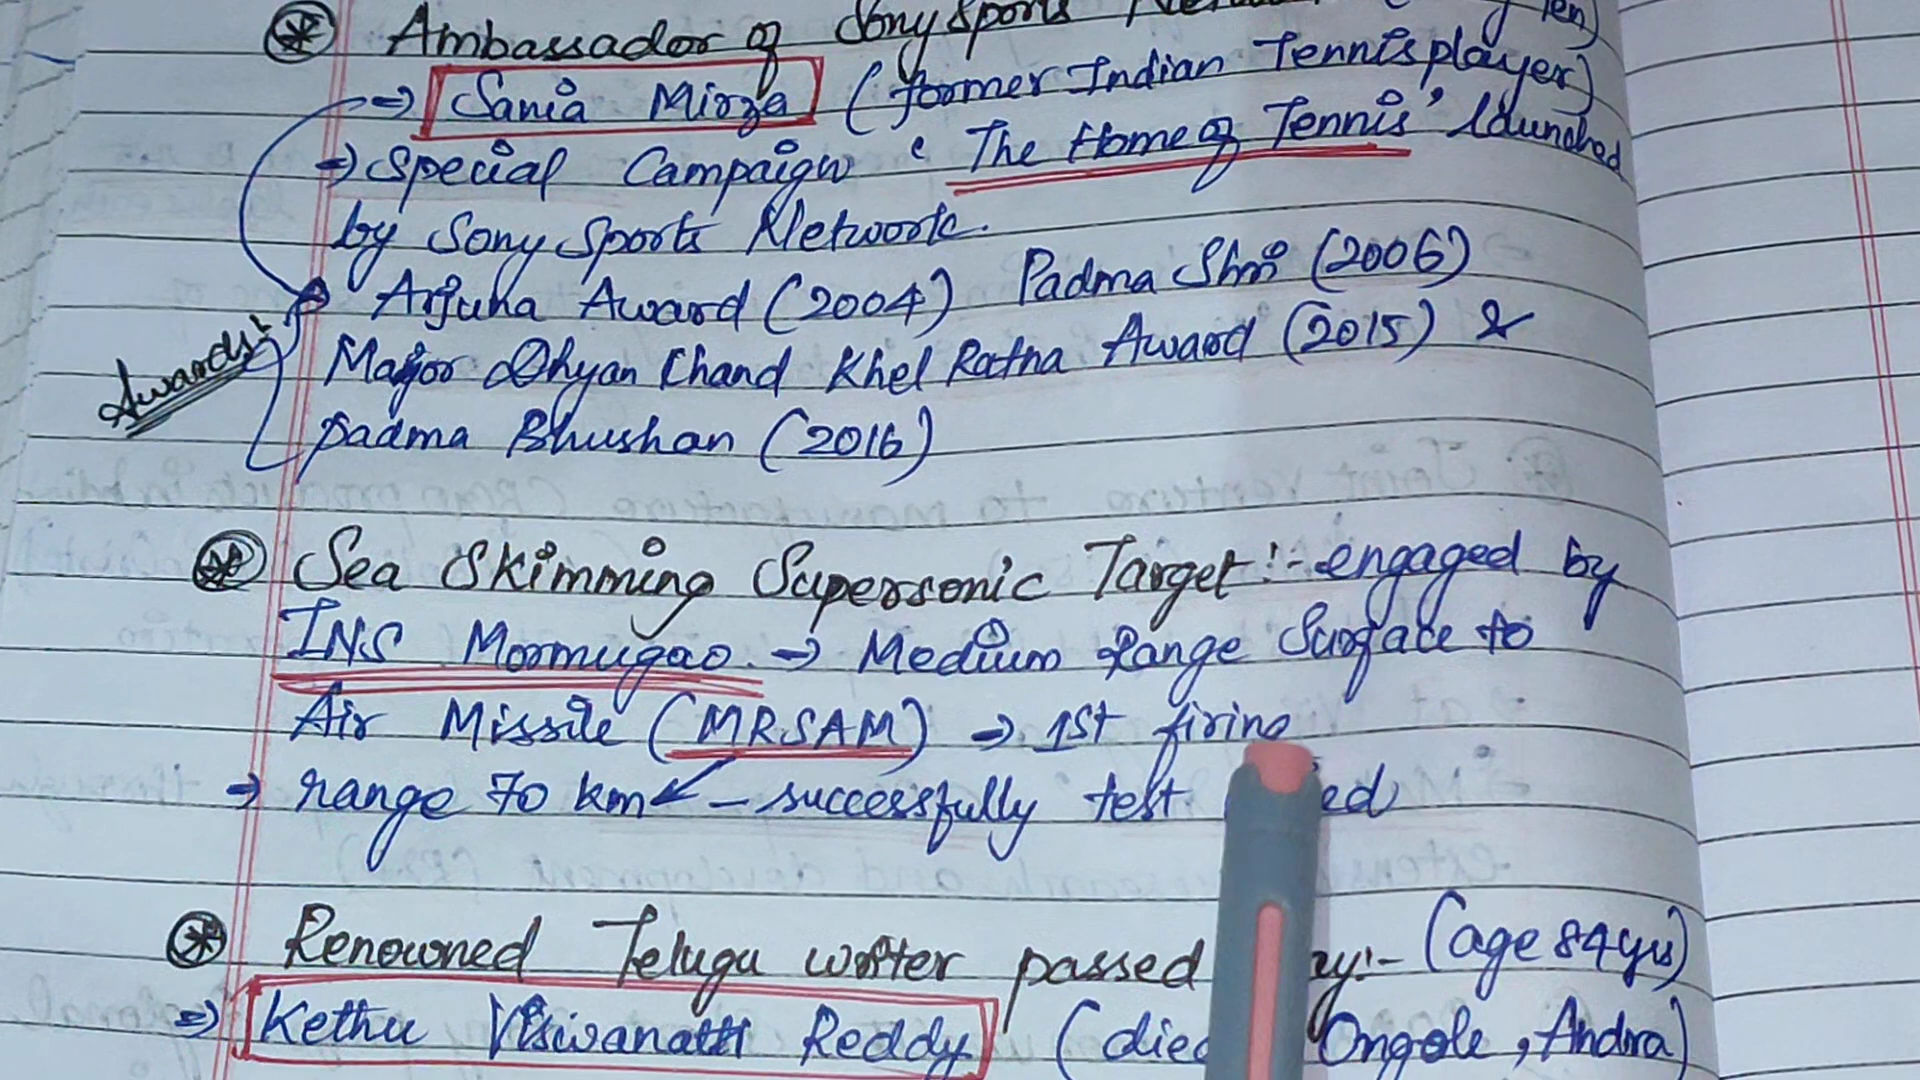 Ambassador of Sony Sports Ten)
⇒ Sania Mirza (former Indian Tennis player)
⇒ Special Campaign ‘The Home of Tennis’ launched
by Sony Sports Network.
Awards:- Arjuna Award (2004) Padma Shri (2006)
Major Dhyan Chand Khel Ratna Award (2015) &
Padma Bhushan (2016)
Sea Skimming Supersonic Target:- engaged by
INS Mormugao. → Medium Range Surface to
Air Missile (MRSAM) → 1st firing
→ range 70 km ← – successfully test
Renowned Telugu writer passed :- (age 84 yrs)
⇒ Kethu Viswanath Reddy (died Ongole, Andra)